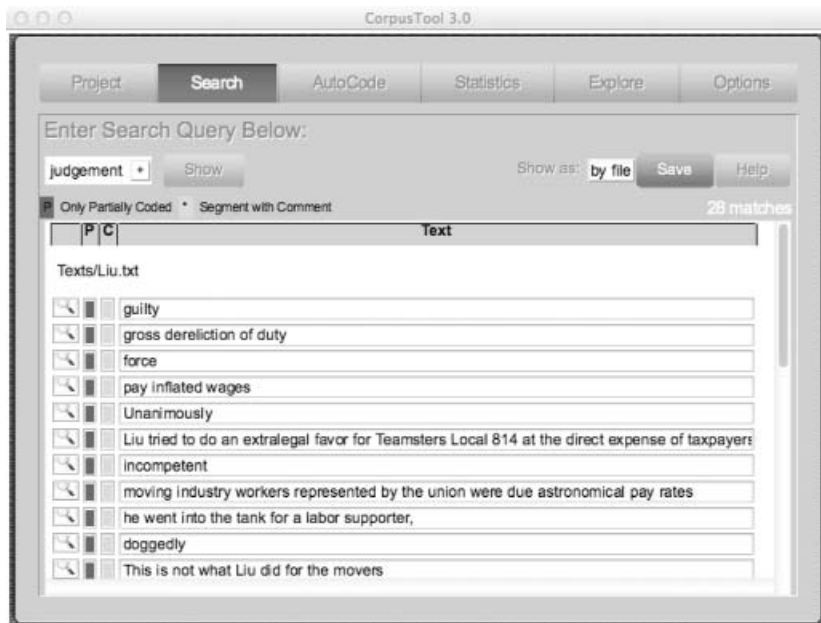 CorpusTool 3.0
Project Search AutoCode Statistics Explore Options
Enter Search Query Below:
judgement + Show Show as: by file Save Help
P Only Partially Coded * Segment with Comment 28 matches
P C Text
Texts/Liu.txt
guilty
gross dereliction of duty
force
pay inflated wages
Unanimously
Liu tried to do an extralegal favor for Teamsters Local 814 at the direct expense of taxpayers
incompetent
moving industry workers represented by the union were due astronomical pay rates
he went into the tank for a labor supporter,
doggedly
This is not what Liu did for the movers